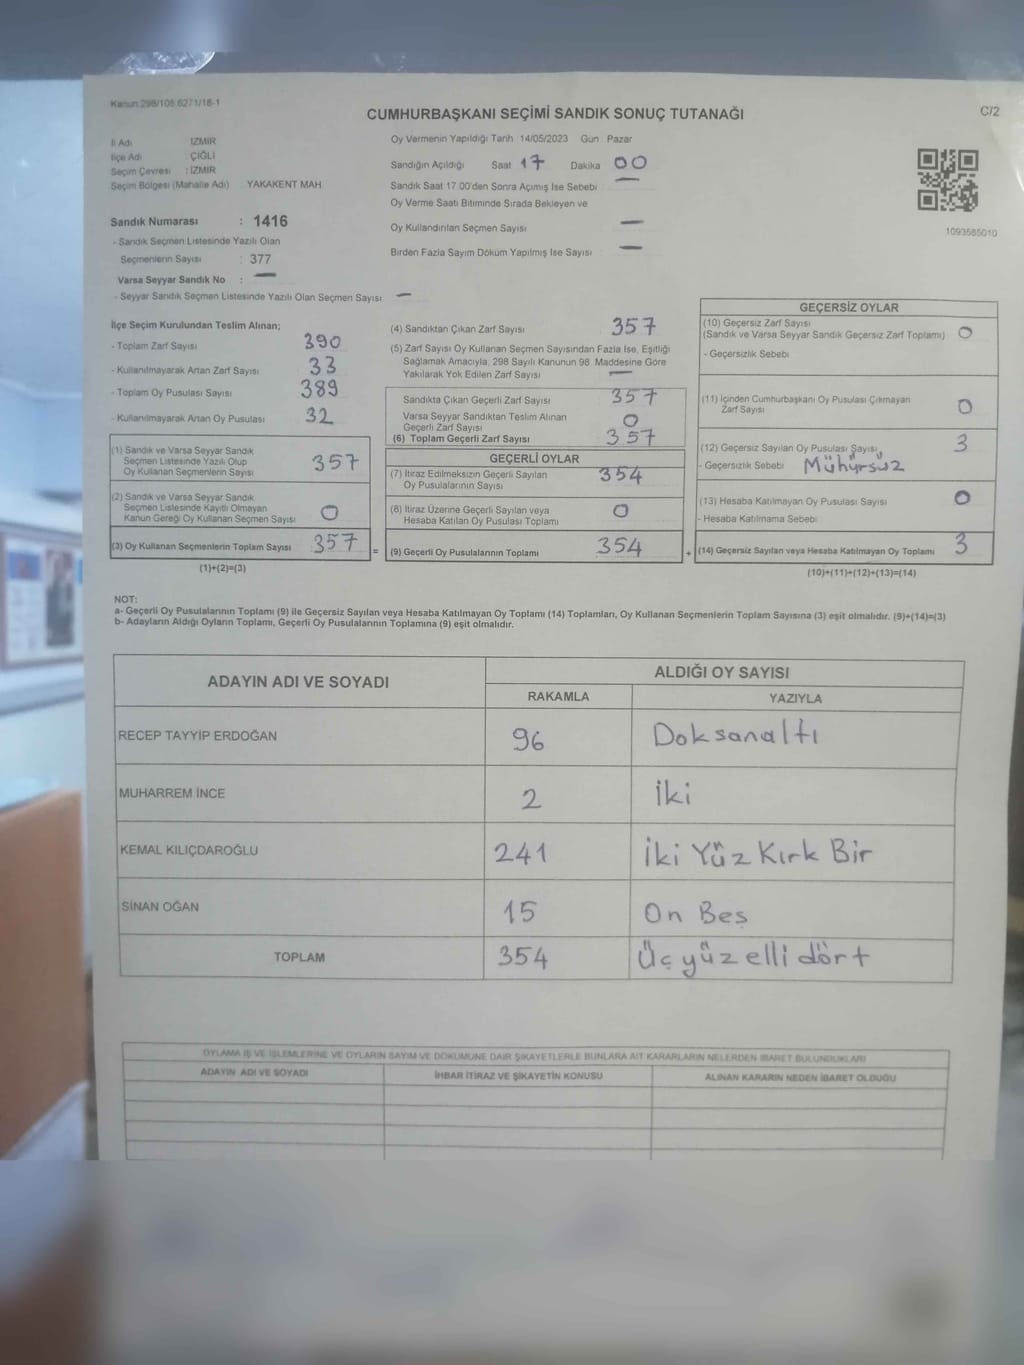 Kanun:298/105,6271/18-1
CUMHURBAŞKANI SEÇİMİ SANDIK SONUÇ TUTANAĞI
C/2
İl Adı : İZMİR
İlçe Adı : ÇİĞLİ
Seçim Çevresi : İZMİR
Seçim Bölgesi (Mahalle Adı) : YAKAKENT MAH
Sandık Numarası : 1416
- Sandık Seçmen Listesinde Yazılı Olan
Seçmenlerin Sayısı : 377
Varsa Seyyar Sandık No : —
- Seyyar Sandık Seçmen Listesinde Yazılı Olan Seçmen Sayısı —
Oy Vermenin Yapıldığı Tarih 14/05/2023 Gün Pazar
Sandığın Açıldığı Saat 17 Dakika 00
Sandık Saat 17.00'den Sonra Açımış İse Sebebi —
Oy Verme Saati Bitiminde Sırada Bekleyen ve
Oy Kullandırılan Seçmen Sayısı —
Birden Fazla Sayım Döküm Yapılmış İse Sayısı —
1093585010
İlçe Seçim Kurulundan Teslim Alınan;
- Toplam Zarf Sayısı 390
- Kullanılmayarak Artan Zarf Sayısı 33
- Toplam Oy Pusulası Sayısı 389
- Kullanılmayarak Artan Oy Pusulası 32
(1) Sandık ve Varsa Seyyar Sandık
Seçmen Listesinde Yazılı Olup
Oy Kullanan Seçmenlerin Sayısı 357
(2) Sandık ve Varsa Seyyar Sandık
Seçmen Listesinde Kayıtlı Olmayan
Kanun Gereği Oy Kullanan Seçmen Sayısı 0
(3) Oy Kullanan Seçmenlerin Toplam Sayısı 357 =
(1)+(2)=(3)
(4) Sandıktan Çıkan Zarf Sayısı 357
(5) Zarf Sayısı Oy Kullanan Seçmen Sayısından Fazla İse, Eşitliği
Sağlamak Amacıyla, 298 Sayılı Kanunun 98. Maddesine Göre
Yakılarak Yok Edilen Zarf Sayısı —
Sandıkta Çıkan Geçerli Zarf Sayısı 357
Varsa Seyyar Sandıktan Teslim Alınan
Geçerli Zarf Sayısı 0
(6) Toplam Geçerli Zarf Sayısı 357
GEÇERLİ OYLAR
(7) İtiraz Edilmeksizin Geçerli Sayılan
Oy Pusulalarının Sayısı 354
(8) İtiraz Üzerine Geçerli Sayılan veya
Hesaba Katılan Oy Pusulası Toplamı 0
(9) Geçerli Oy Pusulalarının Toplamı 354 +
GEÇERSİZ OYLAR
(10) Geçersiz Zarf Sayısı
(Sandık ve Varsa Seyyar Sandık Geçersiz Zarf Toplamı) 0
- Geçersizlik Sebebi
(11) İçinden Cumhurbaşkanı Oy Pusulası Çıkmayan
Zarf Sayısı 0
(12) Geçersiz Sayılan Oy Pusulası Sayısı 3
- Geçersizlik Sebebi Mühürsüz
(13) Hesaba Katılmayan Oy Pusulası Sayısı 0
- Hesaba Katılmama Sebebi
(14) Geçersiz Sayılan veya Hesaba Katılmayan Oy Toplamı 3
(10)+(11)+(12)+(13)=(14)
NOT:
a- Geçerli Oy Pusulalarının Toplamı (9) ile Geçersiz Sayılan veya Hesaba Katılmayan Oy Toplamı (14) Toplamları, Oy Kullanan Seçmenlerin Toplam Sayısına (3) eşit olmalıdır. (9)+(14)=(3)
b- Adayların Aldığı Oyların Toplamı, Geçerli Oy Pusulalarının Toplamına (9) eşit olmalıdır.
ADAYIN ADI VE SOYADI
ALDIĞI OY SAYISI
RAKAMLA YAZIYLA
RECEP TAYYİP ERDOĞAN 96 Doksanaltı
MUHARREM İNCE 2 İki
KEMAL KILIÇDAROĞLU 241 İki Yüz Kırk Bir
SİNAN OĞAN 15 On Beş
TOPLAM 354 Üçyüz elli dört
OYLAMA İŞ VE İŞLEMLERİNE VE OYLARIN SAYIM VE DÖKÜMÜNE DAİR ŞİKAYETLERLE BUNLARA AİT KARARLARIN NELERDEN İBARET BULUNDUKLARI
ADAYIN ADI VE SOYADI İHBAR İTİRAZ VE ŞİKAYETİN KONUSU ALINAN KARARIN NEDEN İBARET OLDUĞU